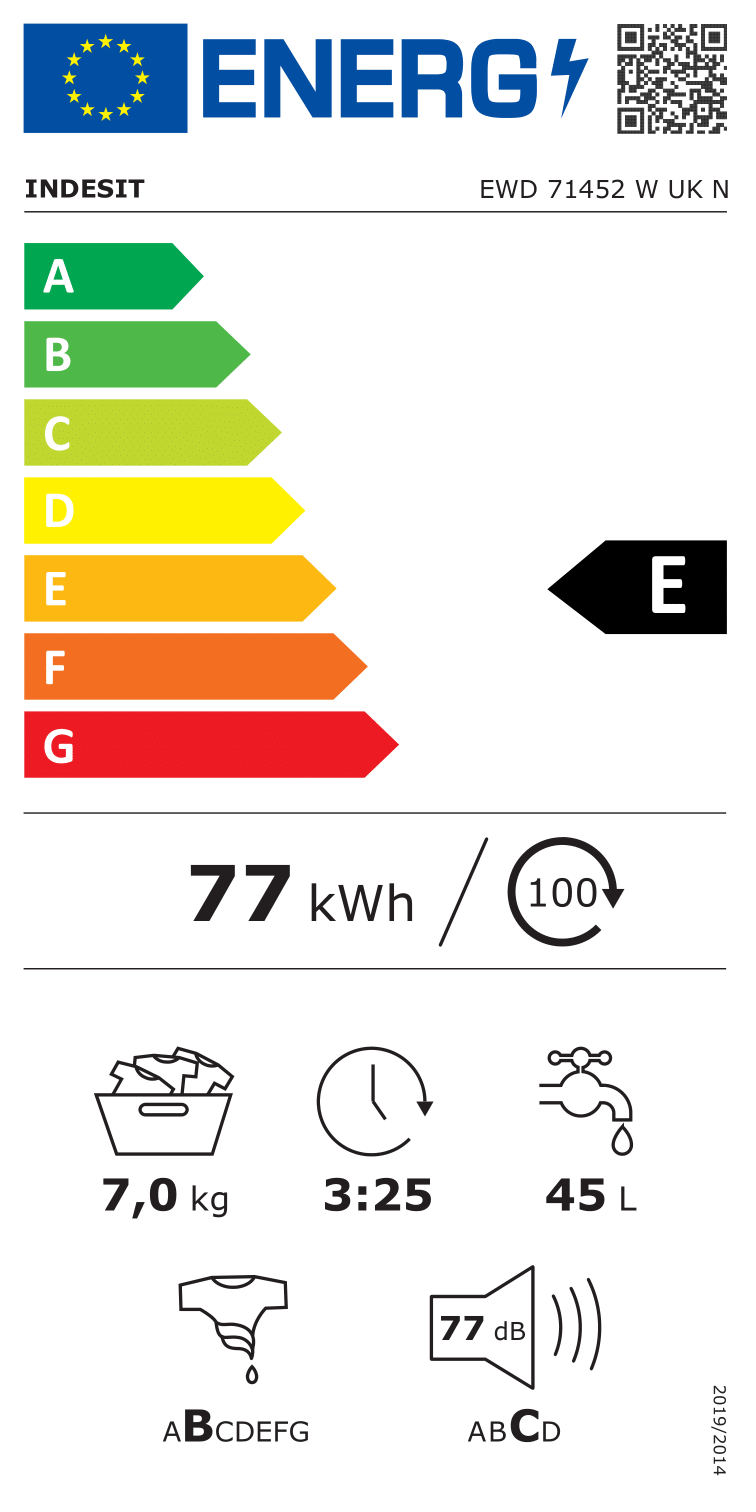 ENERG
INDESIT EWD 71452 W UK N
A
B
C
D
E
E
F
G
77 kWh / 100
7,0 kg 3:25 45 L
77 dB
ABCDEFG ABCD
2019/2014